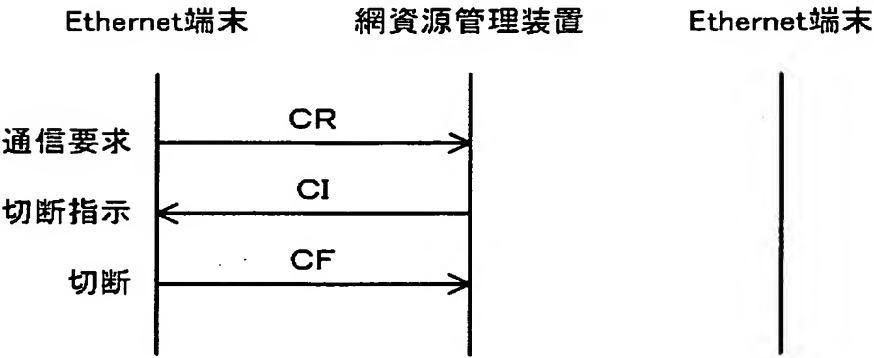 Ethernet端末
網資源管理装置
Ethernet端末
通信要求
CR
切断指示
CI
切断
CF